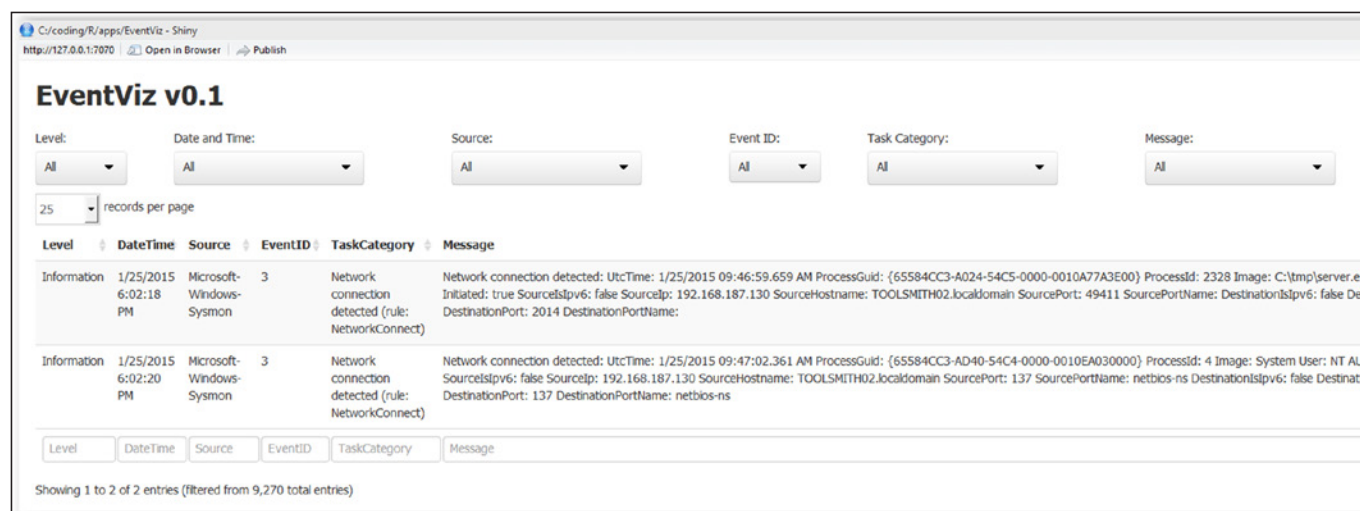 C:/coding/R/apps/EventViz - Shiny
http://127.0.0.1:7070 Open in Browser Publish
EventViz v0.1
Level: Date and Time: Source: Event ID: Task Category: Message:
All All All All All All
25 records per page
Level DateTime Source EventID TaskCategory Message
Information 1/25/2015 6:02:18 PM Microsoft-Windows-Sysmon 3 Network connection detected (rule: NetworkConnect) Network connection detected: UtcTime: 1/25/2015 09:46:59.659 AM ProcessGuid: {65584CC3-A024-54C5-0000-0010A77A3E00} ProcessId: 2328 Image: C:\tmp\server.e
Initiated: true SourceIsIpv6: false SourceIp: 192.168.187.130 SourceHostname: TOOLSMITH02.localdomain SourcePort: 49411 SourcePortName: DestinationIsIpv6: false De
DestinationPort: 2014 DestinationPortName:
Information 1/25/2015 6:02:20 PM Microsoft-Windows-Sysmon 3 Network connection detected (rule: NetworkConnect) Network connection detected: UtcTime: 1/25/2015 09:47:02.361 AM ProcessGuid: {65584CC3-AD40-54C4-0000-0010EA030000} ProcessId: 4 Image: System User: NT AU
SourceIsIpv6: false SourceIp: 192.168.187.130 SourceHostname: TOOLSMITH02.localdomain SourcePort: 137 SourcePortName: netbios-ns DestinationIsIpv6: false Destinat
DestinationPort: 137 DestinationPortName: netbios-ns
Level DateTime Source EventID TaskCategory Message
Showing 1 to 2 of 2 entries (filtered from 9,270 total entries)